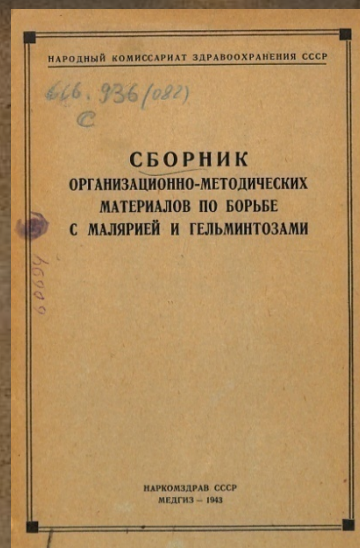 НАРОДНЫЙ КОМИССАРИАТ ЗДРАВООХРАНЕНИЯ СССР
616.936(082)
С
СБОРНИК
ОРГАНИЗАЦИОННО-МЕТОДИЧЕСКИХ
МАТЕРИАЛОВ ПО БОРЬБЕ
С МАЛЯРИЕЙ И ГЕЛЬМИНТОЗАМИ
60694
НАРКОМЗДРАВ СССР
МЕДГИЗ — 1943